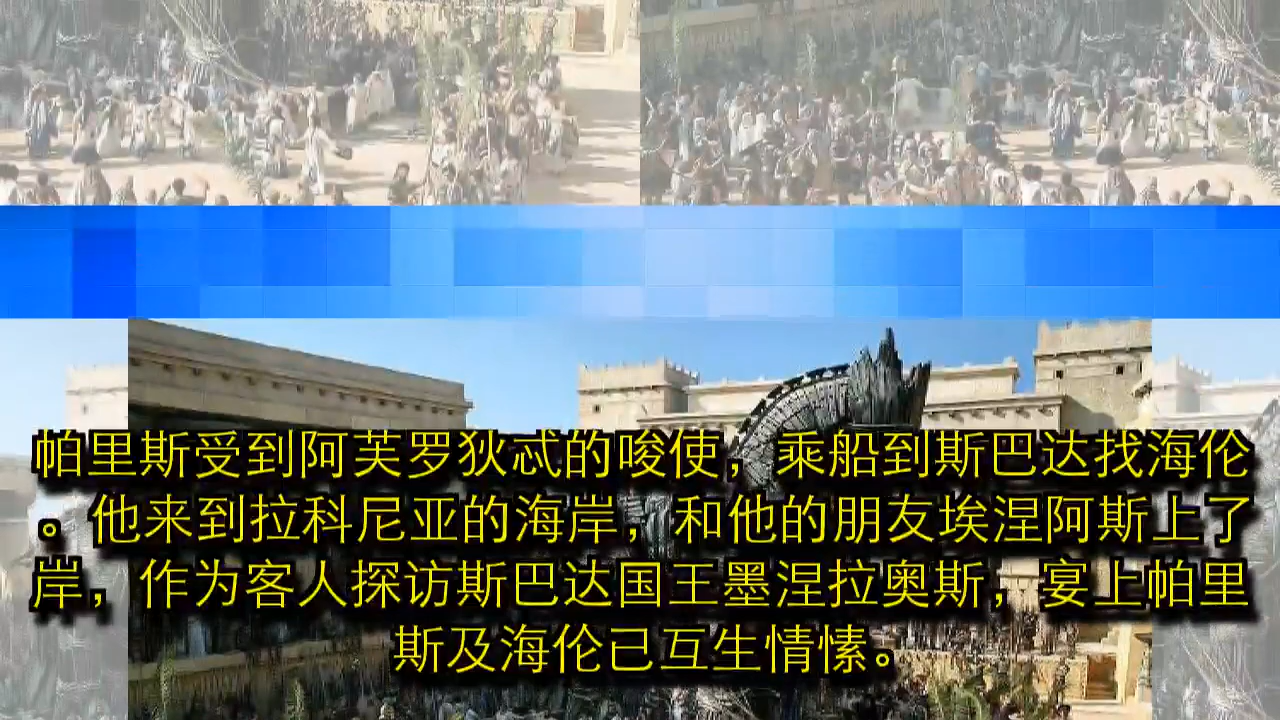 帕里斯受到阿芙罗狄忒的唆使，乘船到斯巴达找海伦
。他来到拉科尼亚的海岸，和他的朋友埃涅阿斯上了
岸，作为客人探访斯巴达国王墨涅拉奥斯，宴上帕里
斯及海伦已互生情愫。